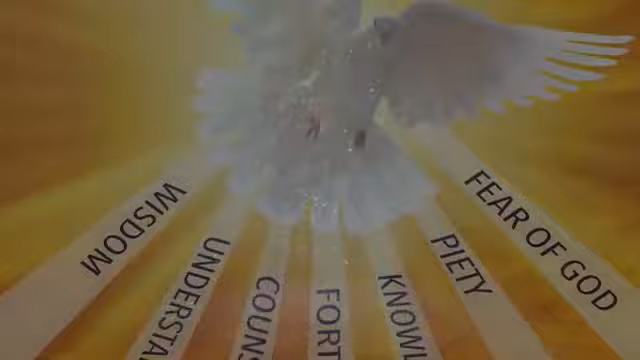 WISDOM
UNDERSTA
COUNS
FORT
KNOWL
PIETY
FEAR OF GOD